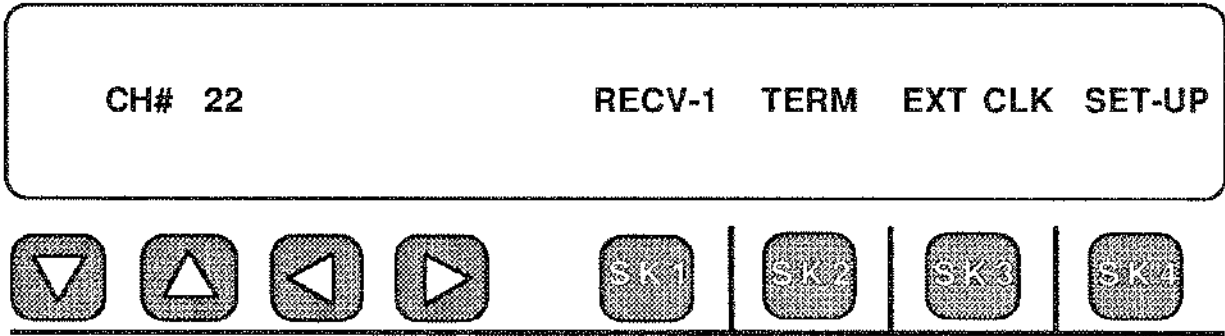 CH# 22 RECV-1 TERM EXT CLK SET-UP
SK1 SK2 SK3 SK4